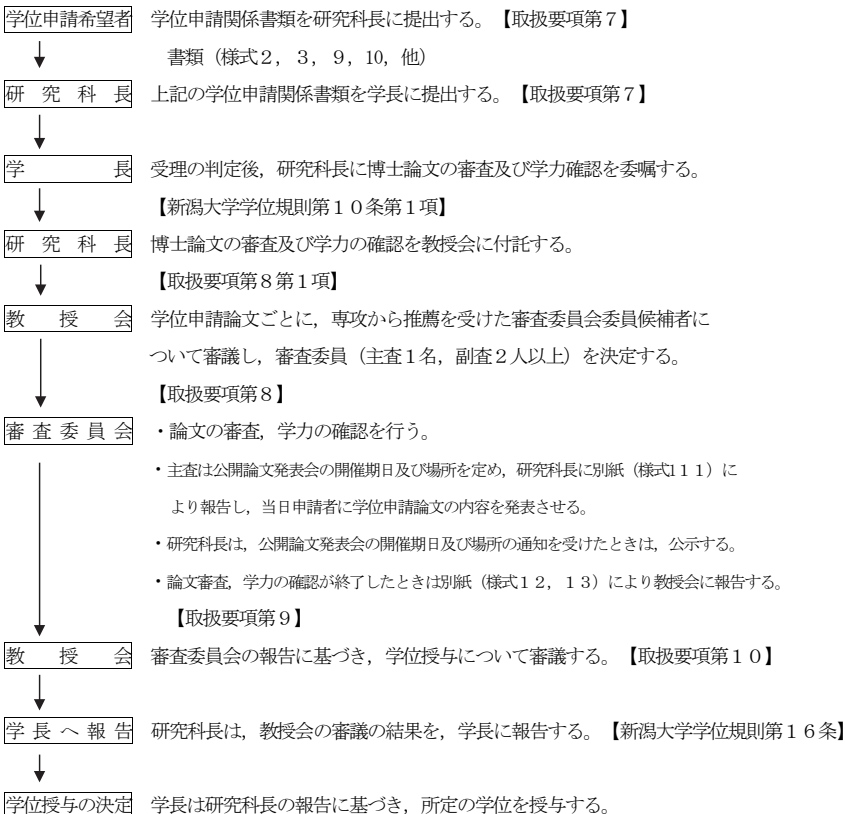 学位申請希望者 学位申請関係書類を研究科長に提出する。【取扱要項第７】
書類（様式２，３，９，10，他）
研究科長 上記の学位申請関係書類を学長に提出する。【取扱要項第７】
学長 受理の判定後，研究科長に博士論文の審査及び学力確認を委嘱する。
【新潟大学学位規則第１０条第１項】
研究科長 博士論文の審査及び学力の確認を教授会に付託する。
【取扱要項第８第１項】
教授会 学位申請論文ごとに，専攻から推薦を受けた審査委員会委員候補者に
ついて審議し，審査委員（主査１名，副査２人以上）を決定する。
【取扱要項第８】
審査委員会 ・論文の審査，学力の確認を行う。
・主査は公開論文発表会の開催期日及び場所を定め，研究科長に別紙（様式1１１）に
より報告し，当日申請者に学位申請論文の内容を発表させる。
・研究科長は，公開論文発表会の開催期日及び場所の通知を受けたときは，公示する。
・論文審査，学力の確認が終了したときは別紙（様式１２，１３）により教授会に報告する。
【取扱要項第９】
教授会 審査委員会の報告に基づき，学位授与について審議する。【取扱要項第１０】
学長へ報告 研究科長は，教授会の審議の結果を，学長に報告する。【新潟大学学位規則第１６条】
学位授与の決定 学長は研究科長の報告に基づき，所定の学位を授与する。